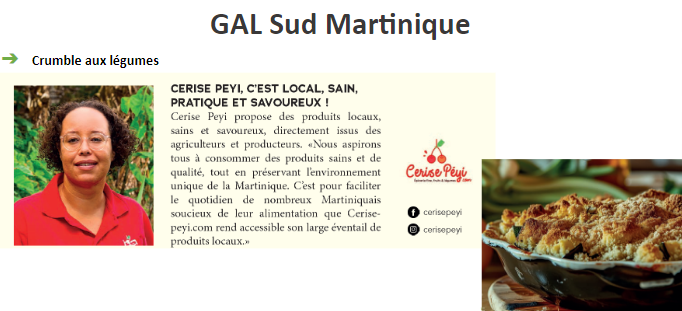 GAL Sud Martinique
Crumble aux légumes
CERISE PEYI, C'EST LOCAL, SAIN,
PRATIQUE ET SAVOUREUX !
Cerise Peyi propose des produits locaux,
sains et savoureux, directement issus des
agriculteurs et producteurs. «Nous aspirons
tous à consommer des produits sains et de
qualité, tout en préservant l'environnement
unique de la Martinique. C'est pour faciliter
le quotidien de nombreux Martiniquais
soucieux de leur alimentation que Cerise-
peyi.com rend accessible son large éventail de
produits locaux.»
Cerise Péyi
.com
cerisepeyi
cerisepeyi